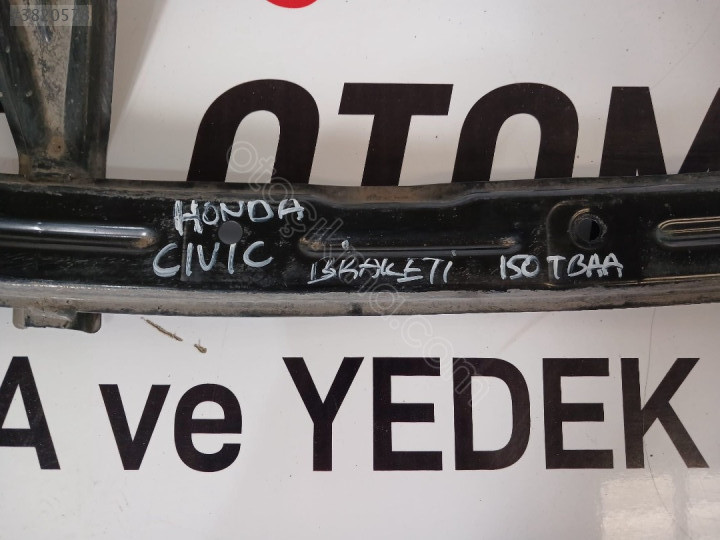 OTOM
HONDA
CIVIC BRAKETİ 150TBAA
A ve YEDEK